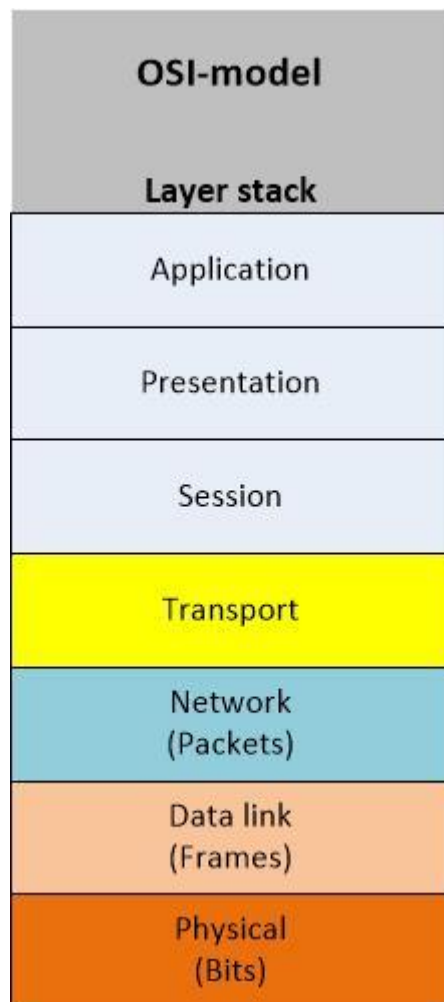 OSI-model
Layer stack
Application
Presentation
Session
Transport
Network
(Packets)
Data link
(Frames)
Physical
(Bits)